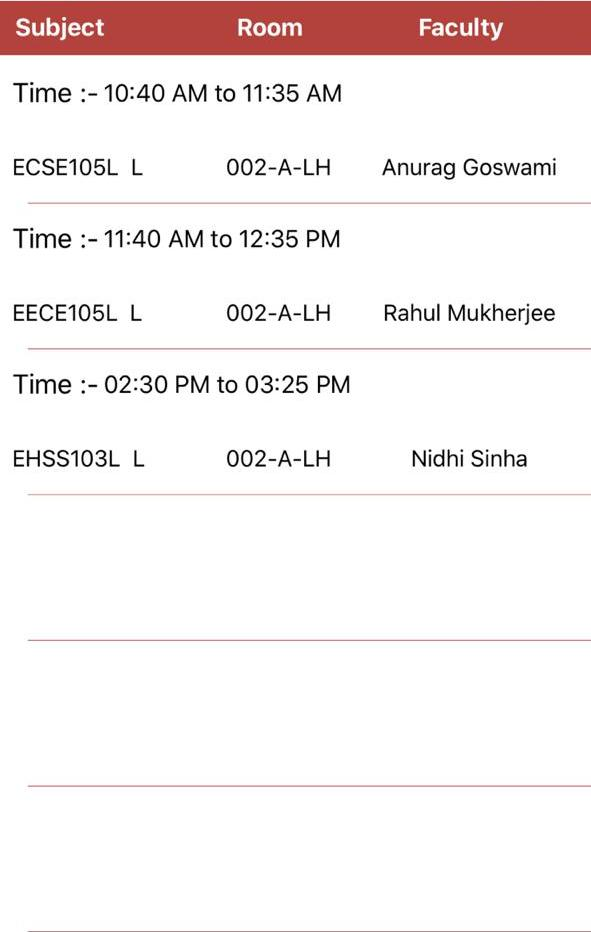 Subject Room Faculty
Time :- 10:40 AM to 11:35 AM
ECSE105L L 002-A-LH Anurag Goswami
Time :- 11:40 AM to 12:35 PM
EECE105L L 002-A-LH Rahul Mukherjee
Time :- 02:30 PM to 03:25 PM
EHSS103L L 002-A-LH Nidhi Sinha